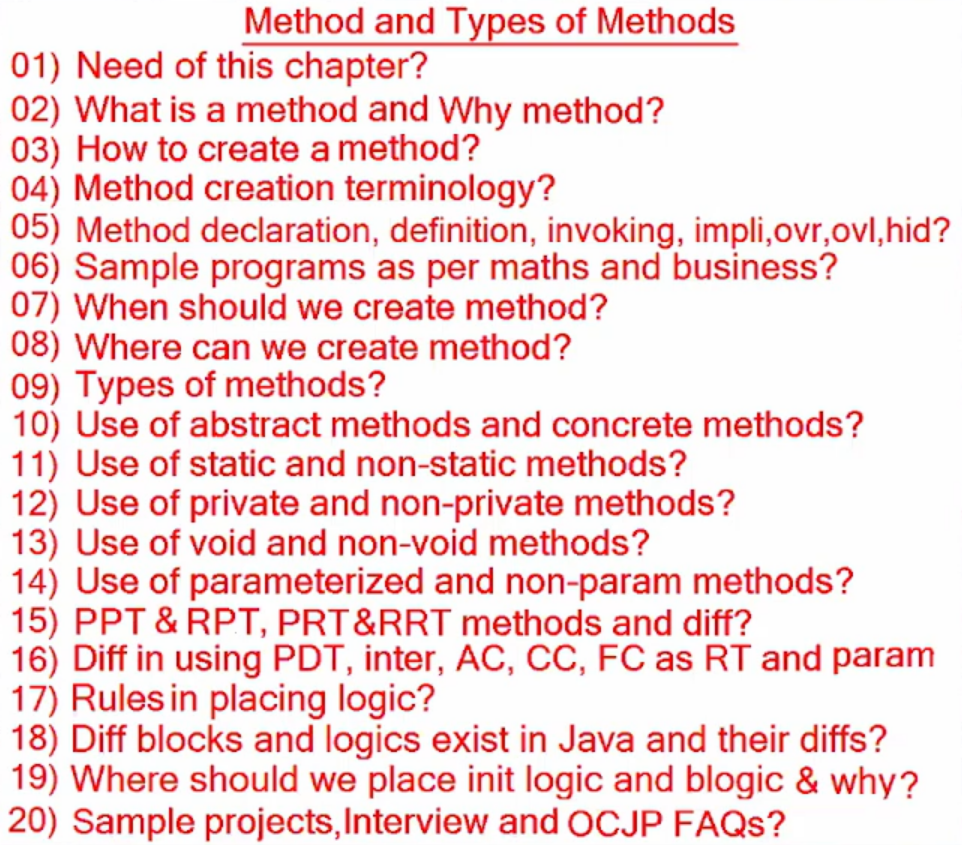 Method and Types of Methods
01) Need of this chapter?
02) What is a method and Why method?
03) How to create a method?
04) Method creation terminology?
05) Method declaration, definition, invoking, impli,ovr,ovl,hid?
06) Sample programs as per maths and business?
07) When should we create method?
08) Where can we create method?
09) Types of methods?
10) Use of abstract methods and concrete methods?
11) Use of static and non-static methods?
12) Use of private and non-private methods?
13) Use of void and non-void methods?
14) Use of parameterized and non-param methods?
15) PPT & RPT, PRT&RRT methods and diff?
16) Diff in using PDT, inter, AC, CC, FC as RT and param
17) Rules in placing logic?
18) Diff blocks and logics exist in Java and their diffs?
19) Where should we place init logic and blogic & why?
20) Sample projects,Interview and OCJP FAQs?